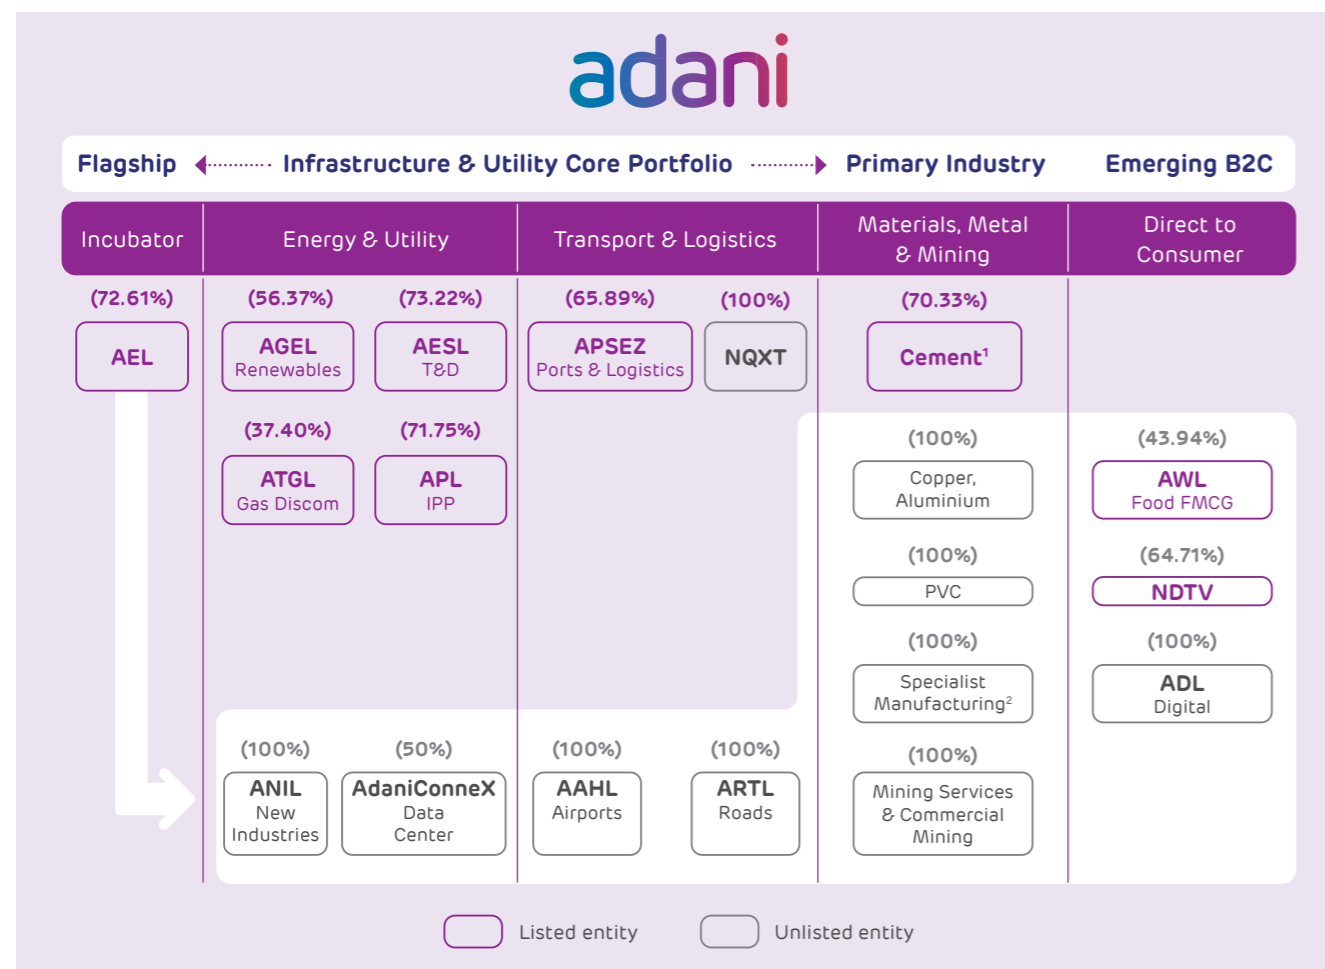 adani
Flagship Infrastructure & Utility Core Portfolio Primary Industry Emerging B2C
Incubator
Energy & Utility
Transport & Logistics
Materials, Metal
& Mining
Direct to
Consumer
(72.61%)
AEL
(56.37%)
AGEL
Renewables
(73.22%)
AESL
T&D
(65.89%)
APSEZ
Ports & Logistics
(100%)
NQXT
(70.33%)
Cement¹
(37.40%)
ATGL
Gas Discom
(71.75%)
APL
IPP
(100%)
Copper,
Aluminium
(43.94%)
AWL
Food FMCG
(100%)
PVC
(64.71%)
NDTV
(100%)
Specialist
Manufacturing²
(100%)
ADL
Digital
(100%)
ANIL
New
Industries
(50%)
AdaniConneX
Data
Center
(100%)
AAHL
Airports
(100%)
ARTL
Roads
(100%)
Mining Services
& Commercial
Mining
Listed entity
Unlisted entity